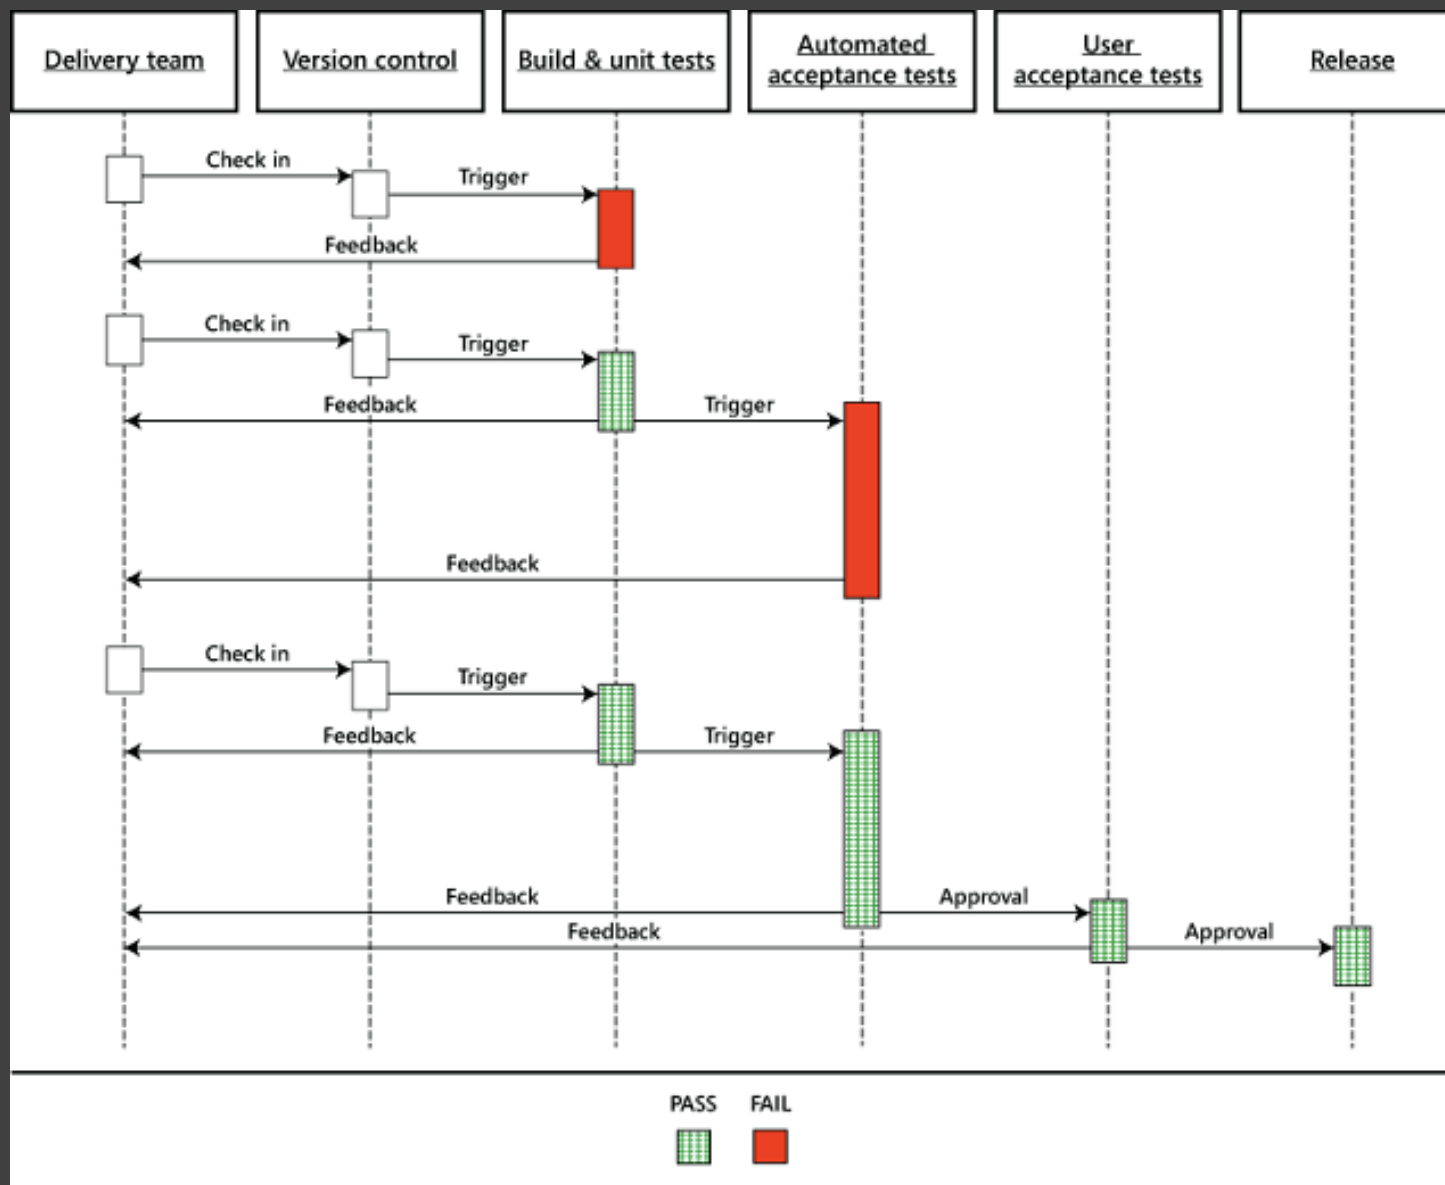 Delivery team
Version control
Build & unit tests
Automated
acceptance tests
User
acceptance tests
Release
Check in
Trigger
Feedback
Check in
Trigger
Feedback
Trigger
Feedback
Check in
Trigger
Feedback
Trigger
Feedback
Approval
Feedback
Approval
PASS
FAIL